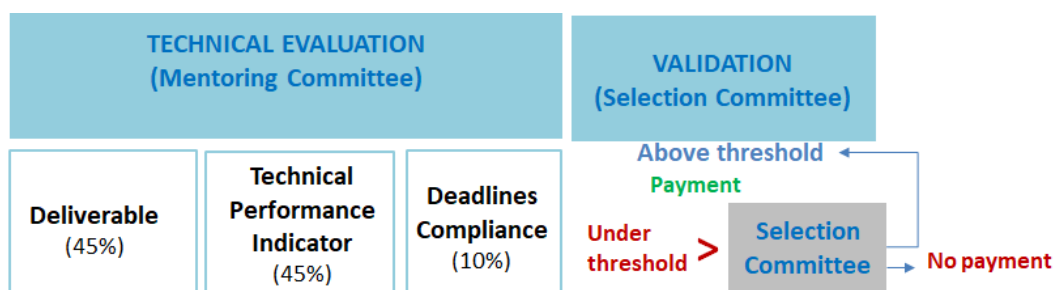 TECHNICAL EVALUATION
(Mentoring Committee)
VALIDATION
(Selection Committee)
Deliverable
(45%)
Technical
Performance
Indicator
(45%)
Deadlines
Compliance
(10%)
Above threshold
Payment
Under
threshold
>
Selection
Committee
No payment